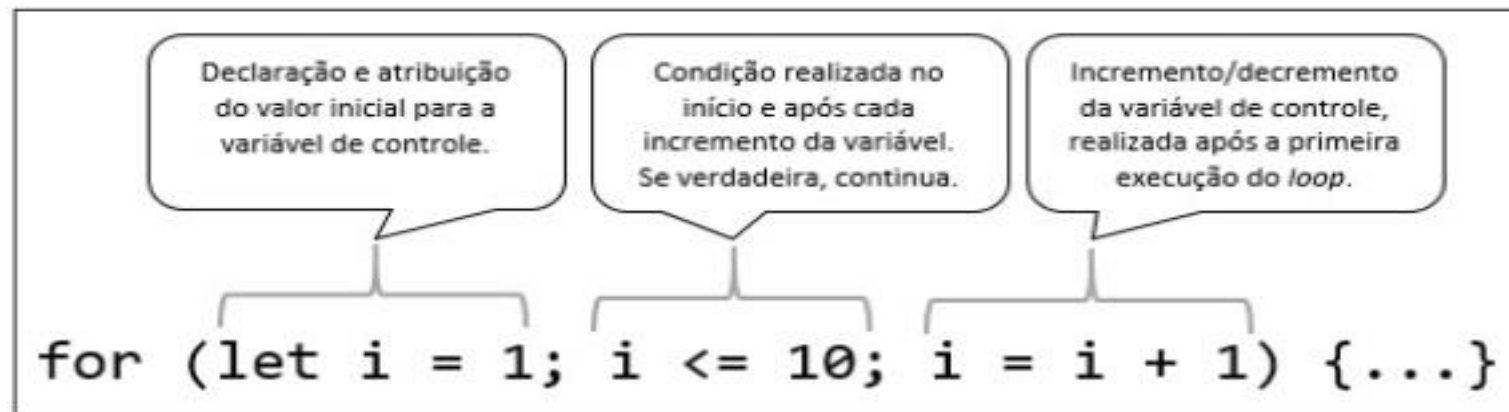 Declaração e atribuição
do valor inicial para a
variável de controle.
Condição realizada no
início e após cada
incremento da variável.
Se verdadeira, continua.
Incremento/decremento
da variável de controle,
realizada após a primeira
execução do loop.
for (let i = 1; i <= 10; i = i + 1) {...}